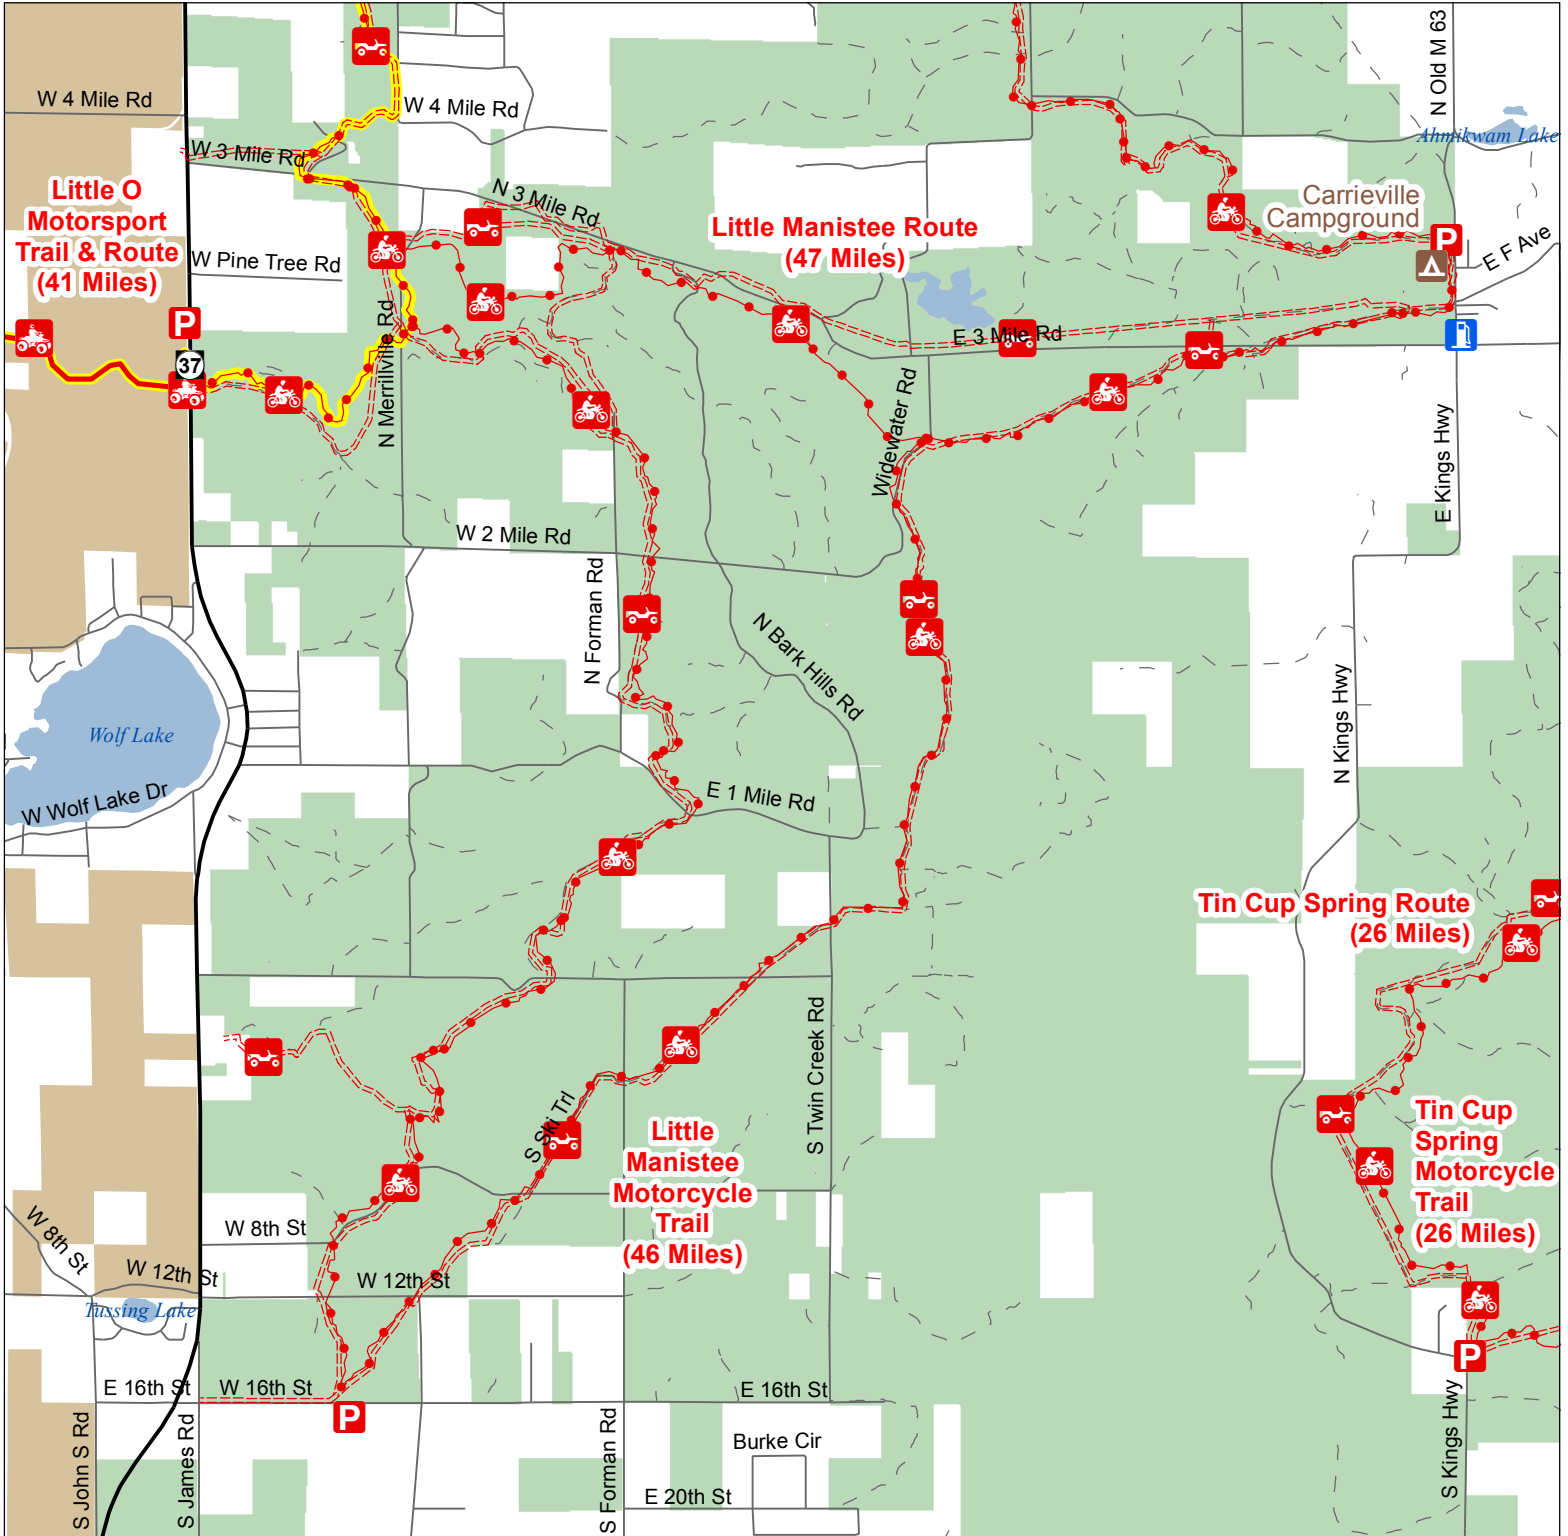 N Old M 63
W 4 Mile Rd
W 4 Mile Rd
Ahmikwam Lake
W 3 Mile Rd
Little O
Motorsport
Trail & Route
(41 Miles)
N 3 Mile Rd
Little Manistee Route
(47 Miles)
Carrieville
Campground
P
E F Ave
W Pine Tree Rd
P
37
N Merrillville Rd
E 3 Mile Rd
Widewater Rd
E Kings Hwy
W 2 Mile Rd
N Forman Rd
N Bark Hills Rd
N Kings Hwy
Wolf Lake
W Wolf Lake Dr
E 1 Mile Rd
Tin Cup Spring Route
(26 Miles)
S Twin Creek Rd
S Ski Trl
Little
Manistee
Motorcycle
Trail
(46 Miles)
Tin Cup
Spring
Motorcycle
Trail
(26 Miles)
W 8th St
W 8th St
W 12th St
W 12th St
Tussing Lake
P
E 16th St
W 16th St
E 16th St
P
S John S Rd
S James Rd
S Forman Rd
Burke Cir
E 20th St
S Kings Hwy